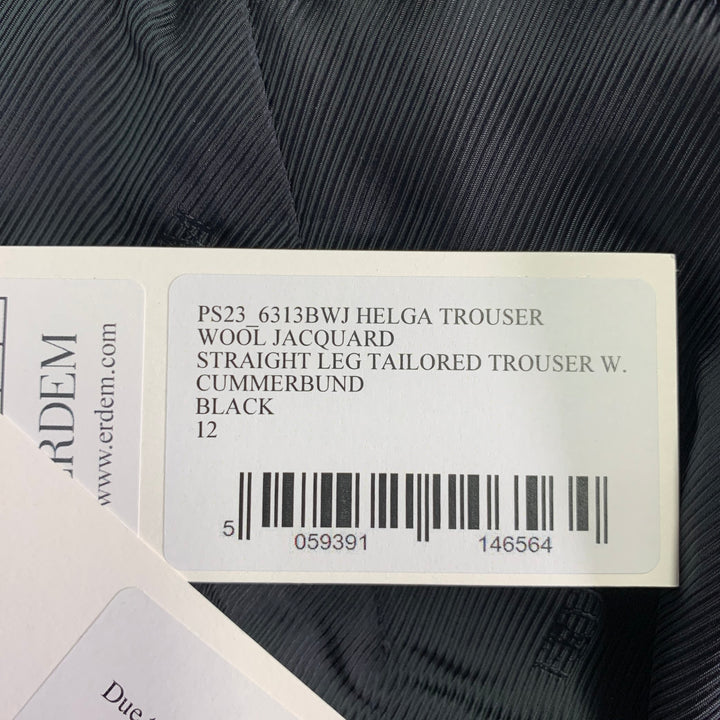 PS23_6313BWJ HELGA TROUSER
WOOL JACQUARD
STRAIGHT LEG TAILORED TROUSER W.
CUMMERBUND
BLACK
12
5 059391 146564
ERDEM
www.erdem.com
Due